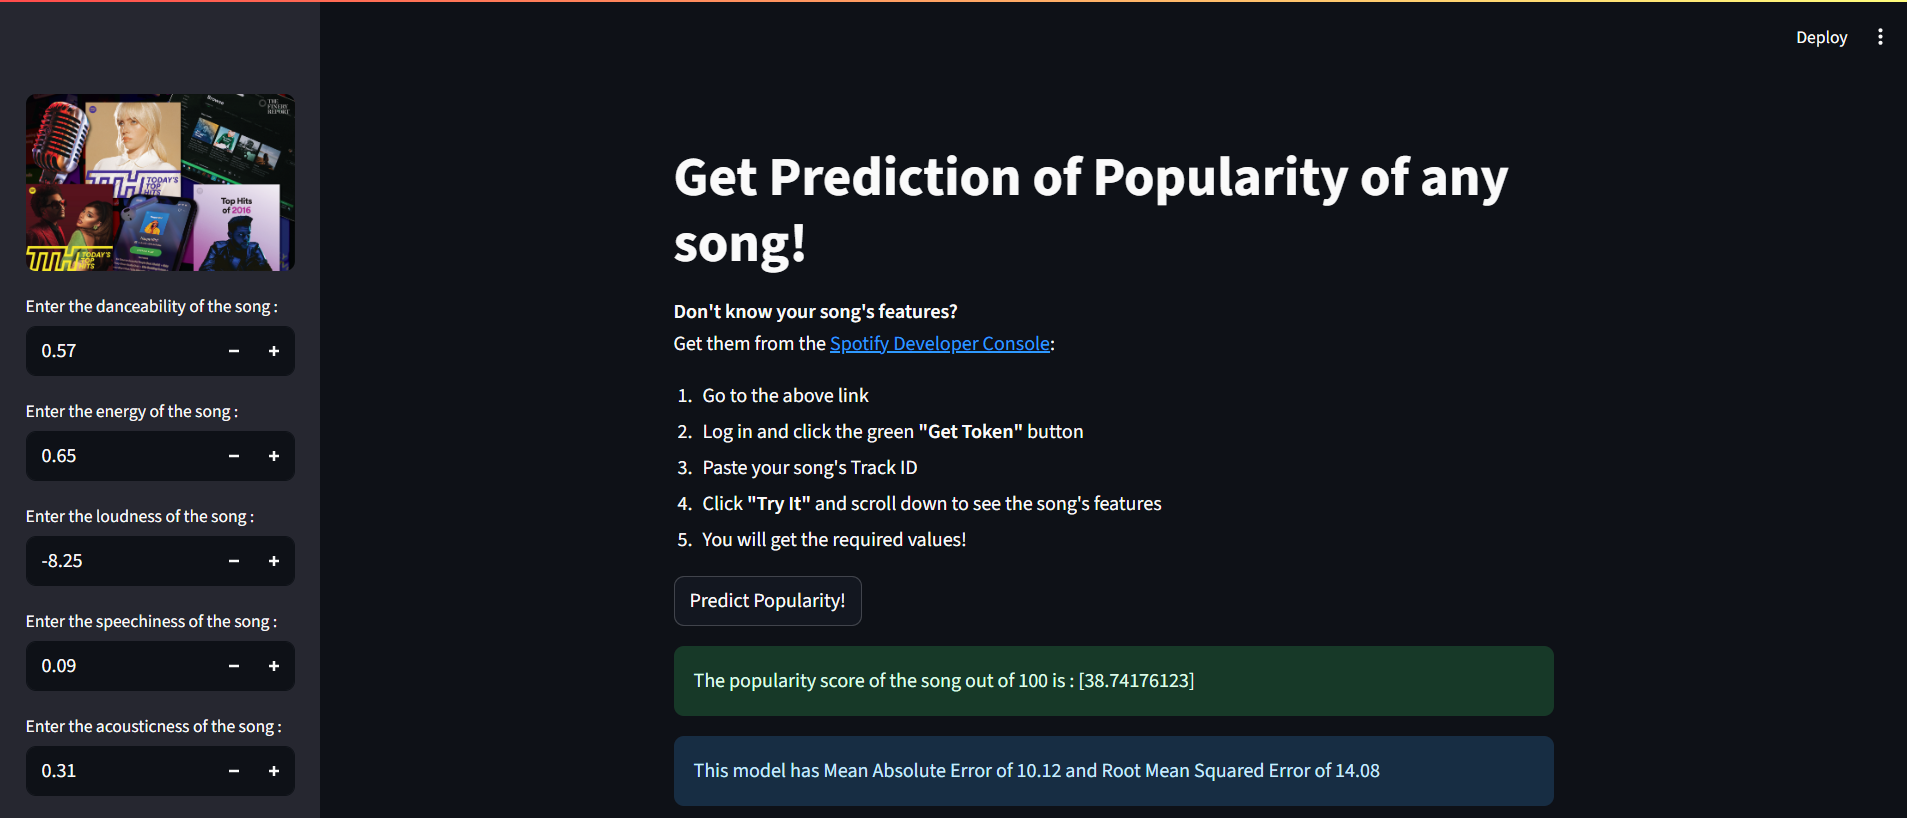 Deploy
THE
FINERY
REPORT
Browse
TODAY'S
TOP
HITS
Top Hits
of 2016
TODAY'S
TOP
HITS
Enter the danceability of the song :
0.57
Enter the energy of the song :
0.65
Enter the loudness of the song :
-8.25
Enter the speechiness of the song :
0.09
Enter the acousticness of the song :
0.31
Get Prediction of Popularity of any
song!
Don't know your song's features?
Get them from the Spotify Developer Console:
1. Go to the above link
2. Log in and click the green "Get Token" button
3. Paste your song's Track ID
4. Click "Try It" and scroll down to see the song's features
5. You will get the required values!
Predict Popularity!
The popularity score of the song out of 100 is : [38.74176123]
This model has Mean Absolute Error of 10.12 and Root Mean Squared Error of 14.08